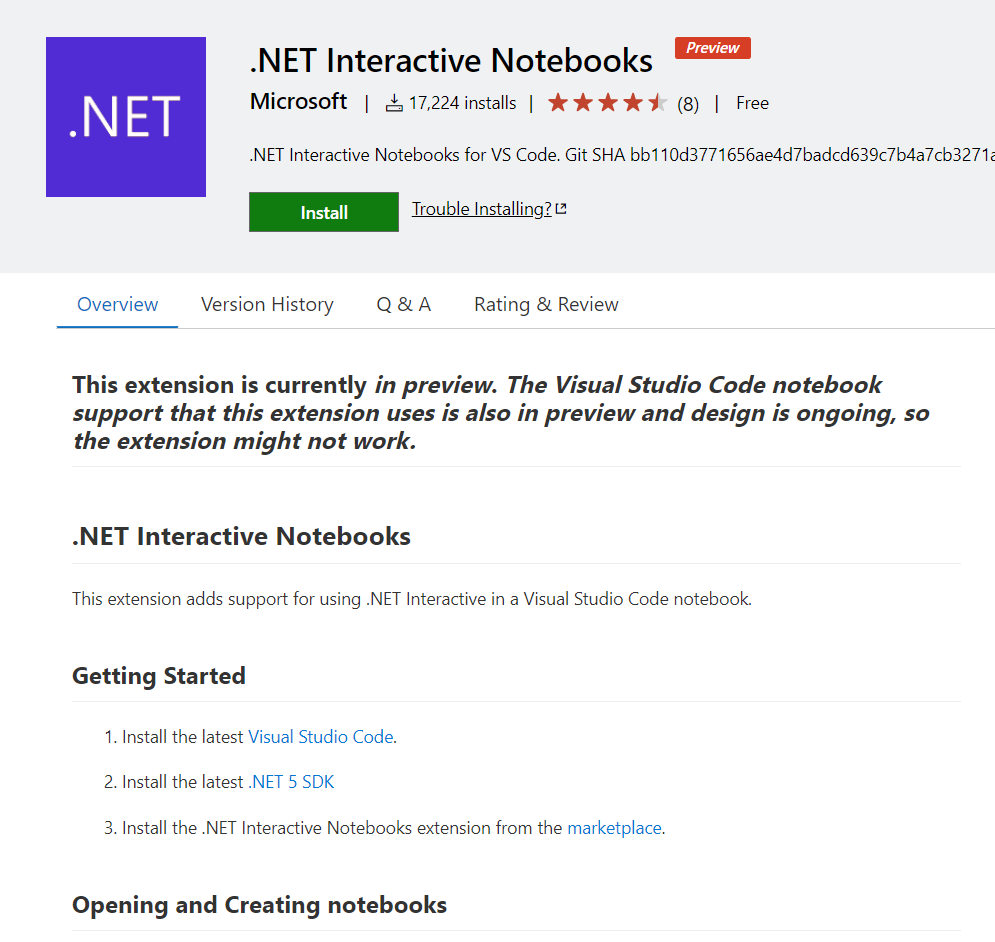 .NET
.NET Interactive Notebooks
Preview
Microsoft | 17,224 installs | (8) | Free
.NET Interactive Notebooks for VS Code. Git SHA bb110d3771656ae4d7badcd639c7b4a7cb3271a
Install
Trouble Installing?
Overview Version History Q & A Rating & Review
This extension is currently in preview. The Visual Studio Code notebook
support that this extension uses is also in preview and design is ongoing, so
the extension might not work.
.NET Interactive Notebooks
This extension adds support for using .NET Interactive in a Visual Studio Code notebook.
Getting Started
1. Install the latest Visual Studio Code.
2. Install the latest .NET 5 SDK
3. Install the .NET Interactive Notebooks extension from the marketplace.
Opening and Creating notebooks